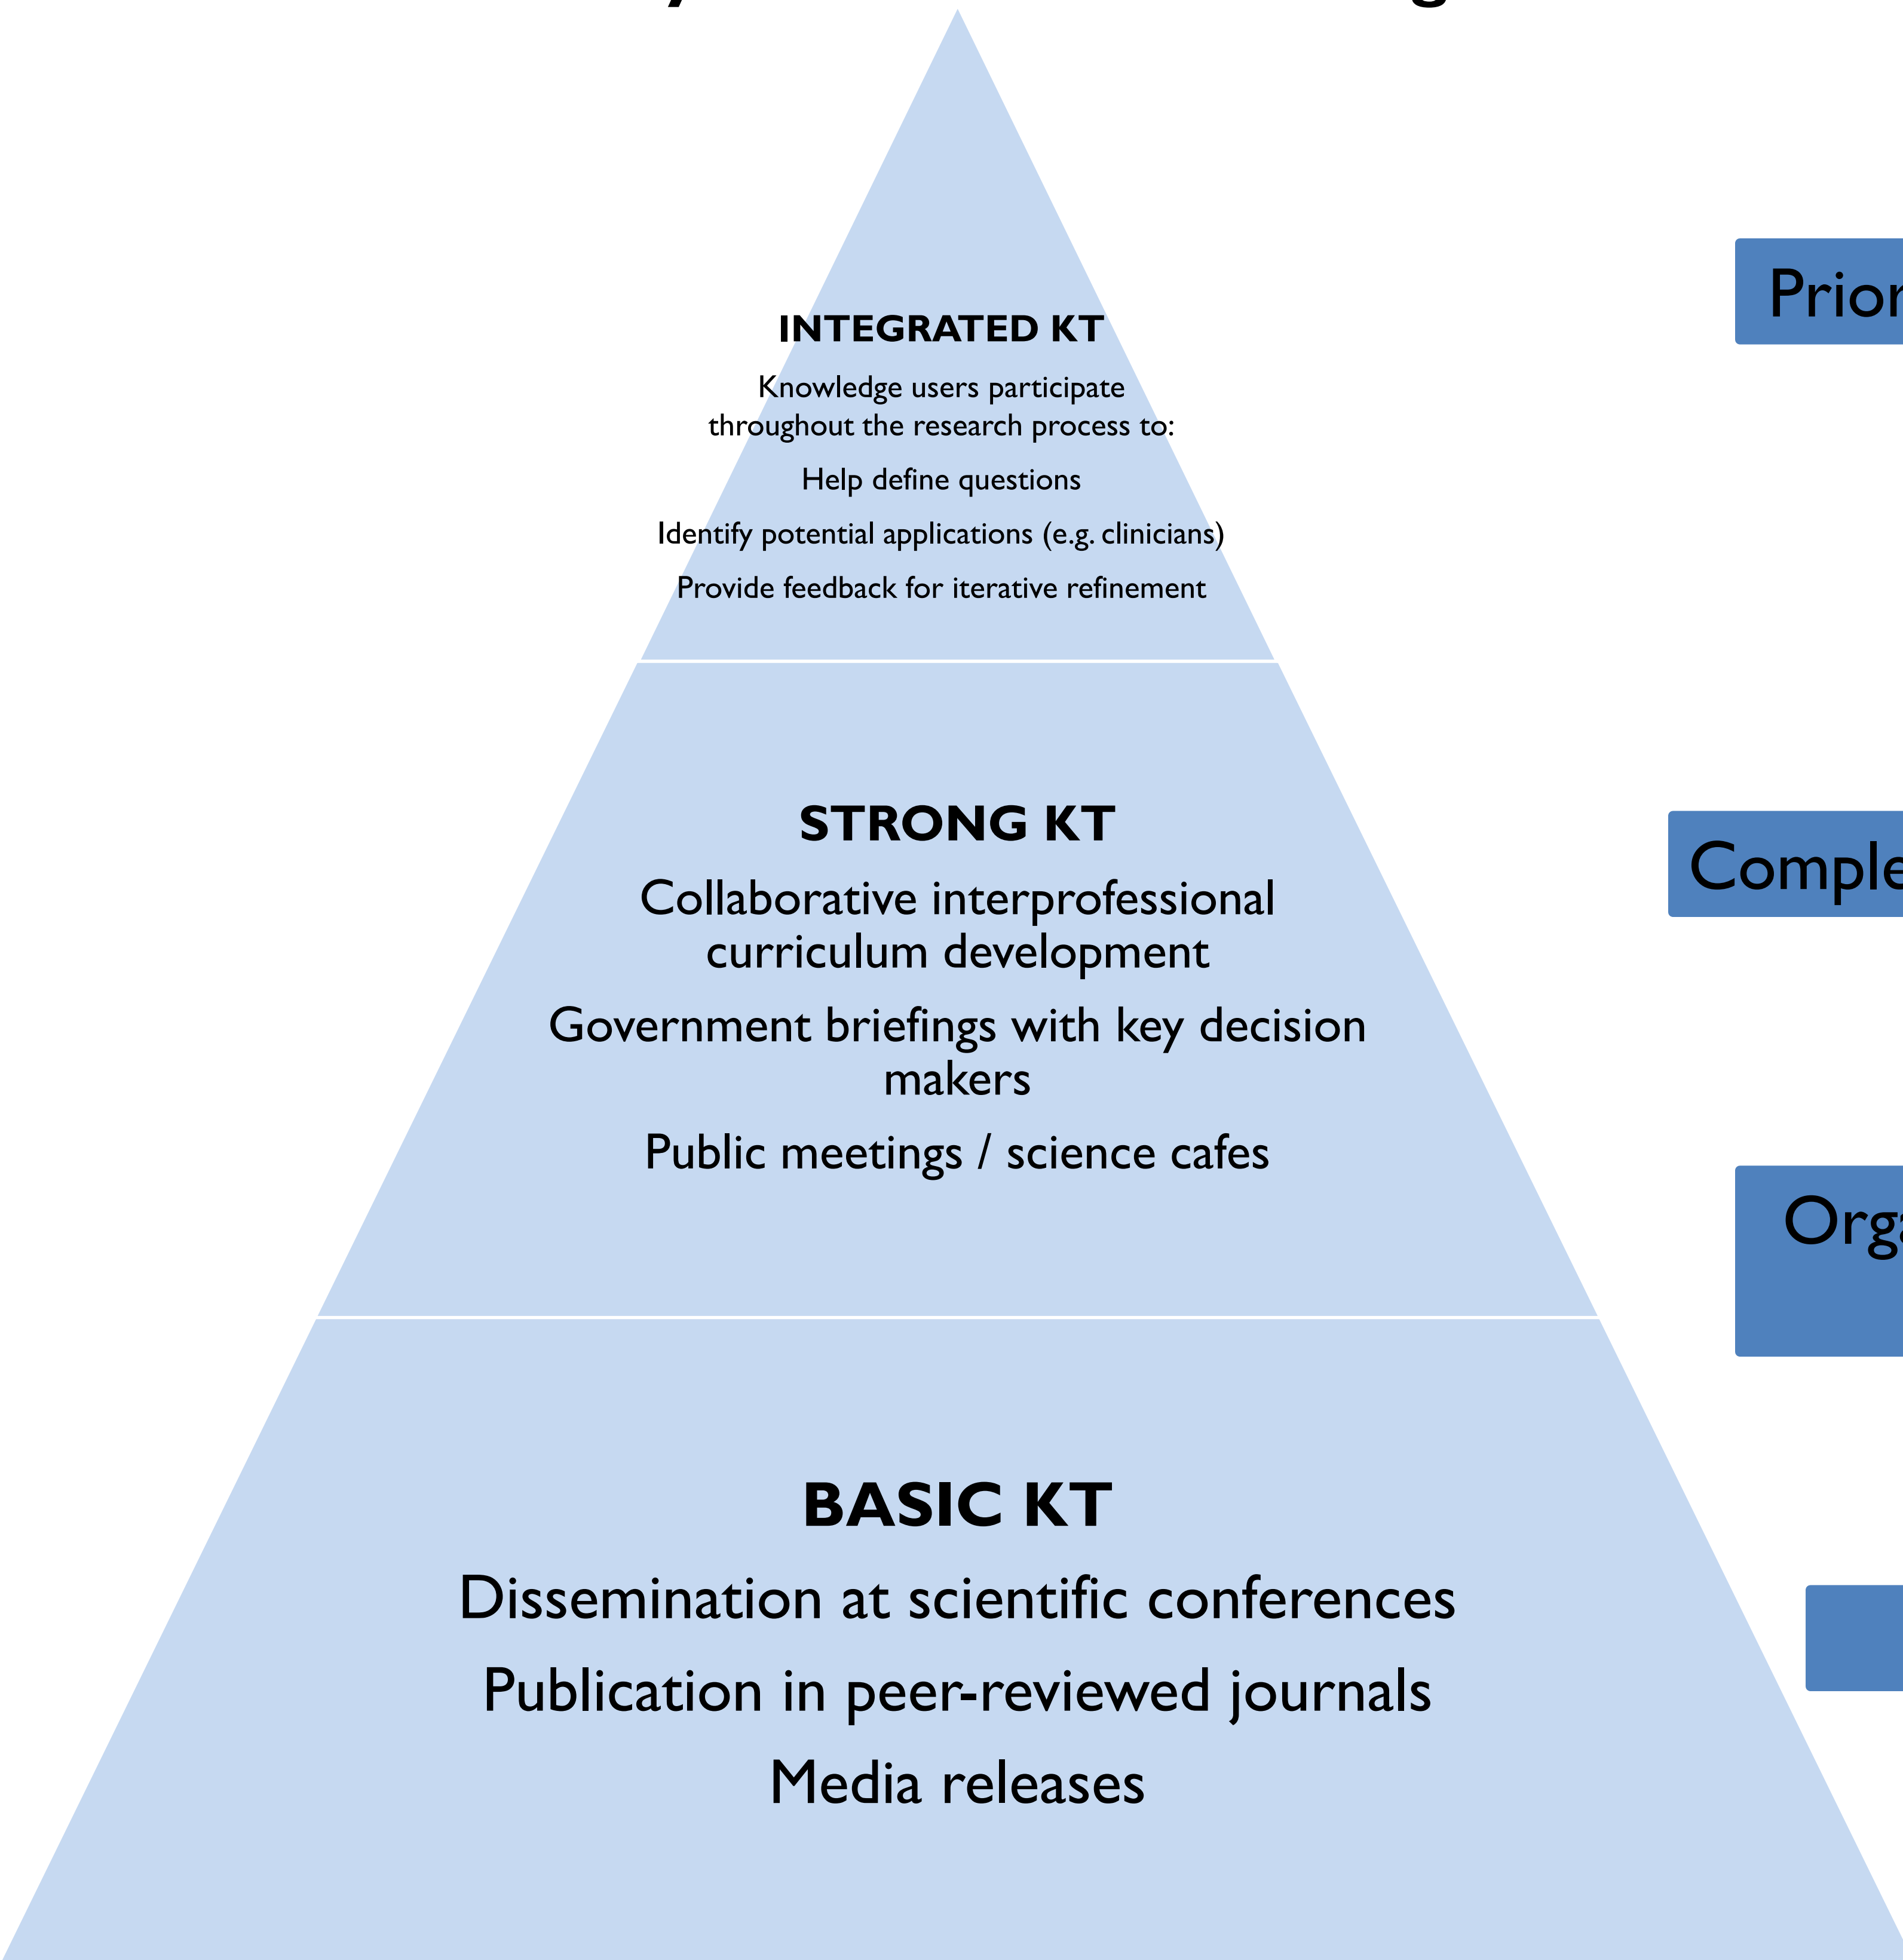 INTEGRATED KT
Knowledge users participate
throughout the research process to:
Help define questions
Identify potential applications (e.g. clinicians)
Provide feedback for iterative refinement
STRONG KT
Collaborative interprofessional
curriculum development
Government briefings with key decision
makers
Public meetings / science cafes
BASIC KT
Dissemination at scientific conferences
Publication in peer-reviewed journals
Media releases